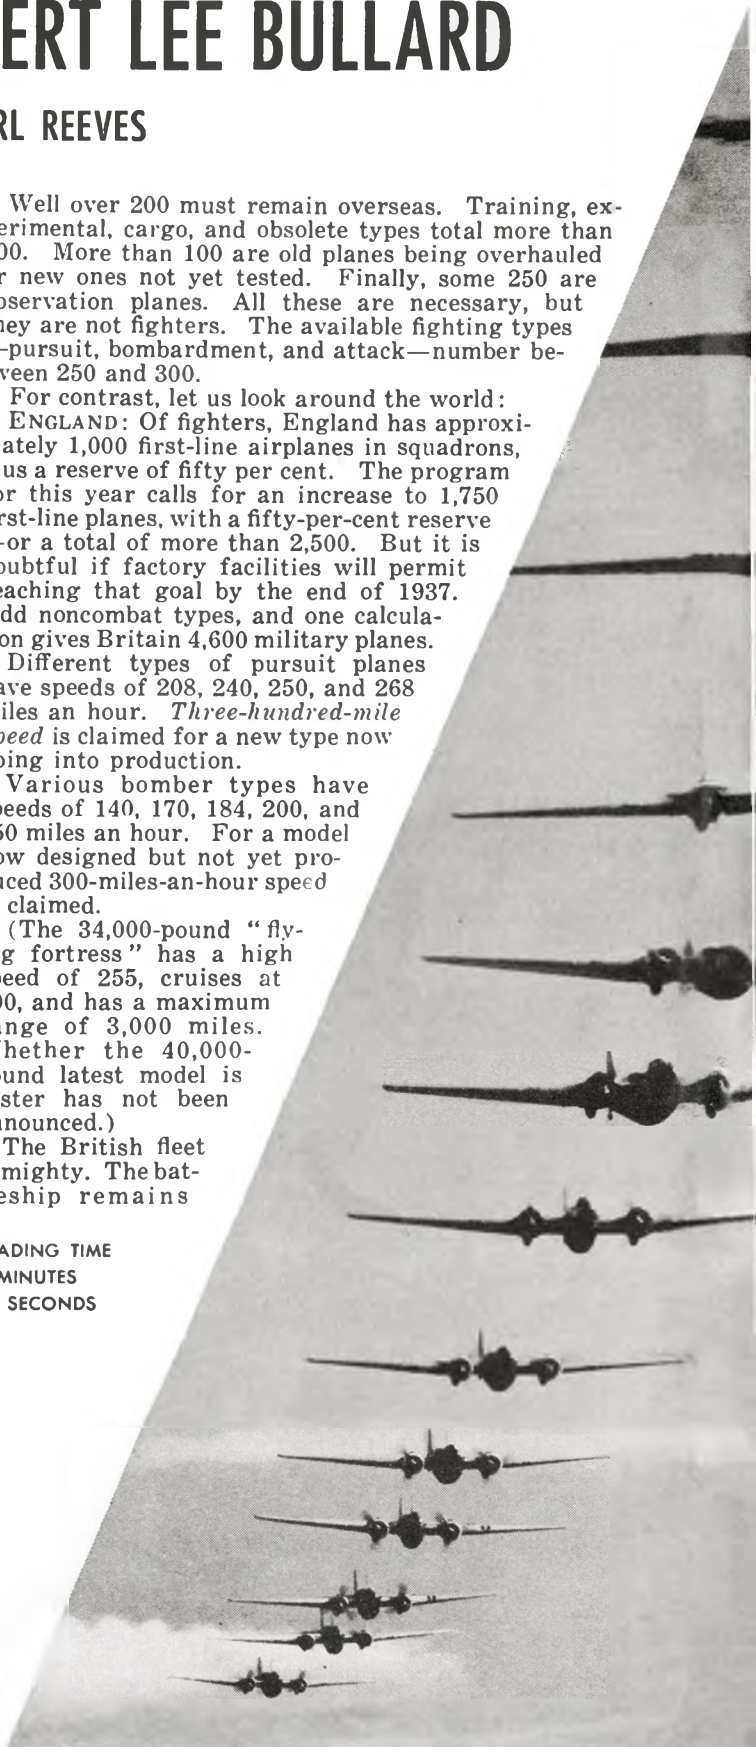 ERT LEE BULLARD
RL REEVES
Well over 200 must remain overseas. Training, ex-
erimental, cargo, and obsolete types total more than
00. More than 100 are old planes being overhauled
r new ones not yet tested. Finally, some 250 are
bservation planes. All these are necessary, but
ey are not fighters. The available fighting types
—pursuit, bombardment, and attack—number be-
veen 250 and 300.
For contrast, let us look around the world:
ENGLAND: Of fighters, England has approxi-
ately 1,000 first-line airplanes in squadrons,
us a reserve of fifty per cent. The program
or this year calls for an increase to 1,750
rst-line planes, with a fifty-per-cent reserve
-or a total of more than 2,500. But it is
oubtful if factory facilities will permit
eaching that goal by the end of 1937.
dd noncombat types, and one calcula-
on gives Britain 4,600 military planes.
Different types of pursuit planes
ave speeds of 208, 240, 250, and 268
iles an hour. Three-hundred-mile
peed is claimed for a new type now
oing into production.
Various bomber types have
peeds of 140, 170, 184, 200, and
50 miles an hour. For a model
ow designed but not yet pro-
uced 300-miles-an-hour speed
claimed.
(The 34,000-pound "fly-
g fortress" has a high
peed of 255, cruises at
00, and has a maximum
ange of 3,000 miles.
hether the 40,000-
und latest model is
ster has not been
nnounced.)
The British fleet
mighty. The bat-
eship remains
ADING TIME
MINUTES
SECONDS